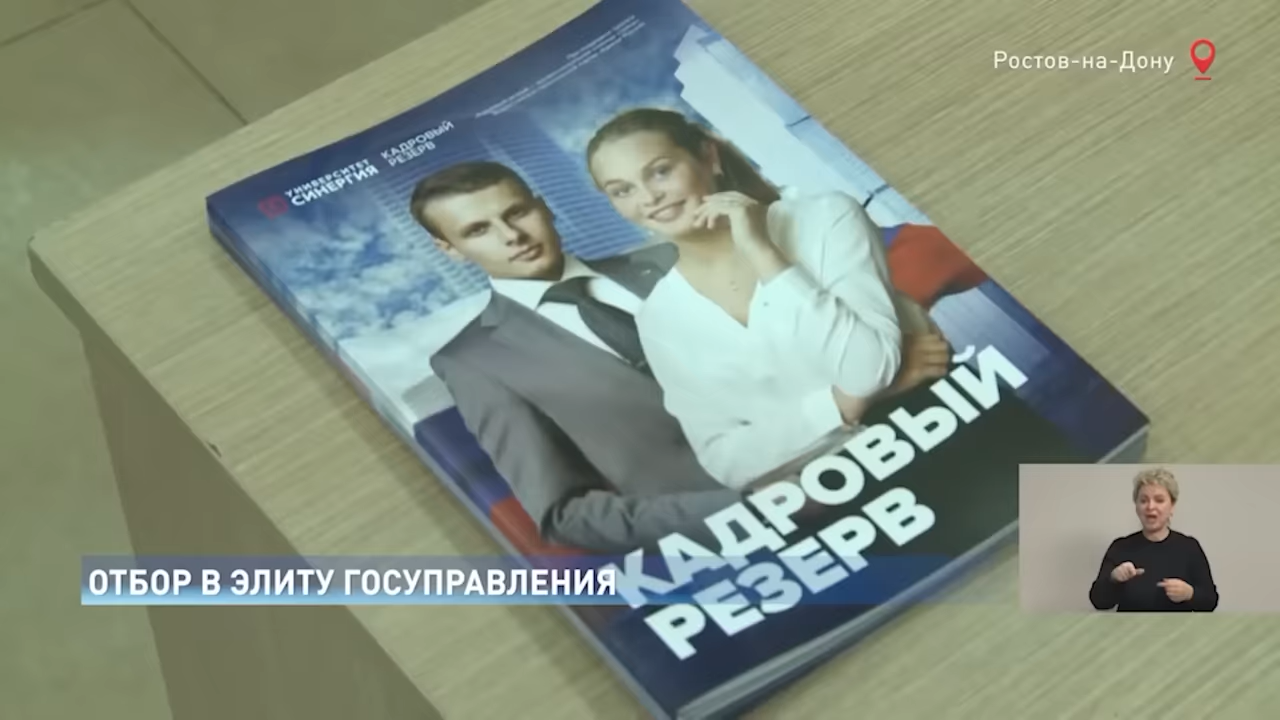 Ростов-на-Дону
УНИВЕРСИТЕТ
СИНЕРГИЯ
КАДРОВЫЙ
РЕЗЕРВ
КАДРОВЫЙ
РЕЗЕРВ
ОТБОР В ЭЛИТУ ГОСУПРАВЛЕНИЯ